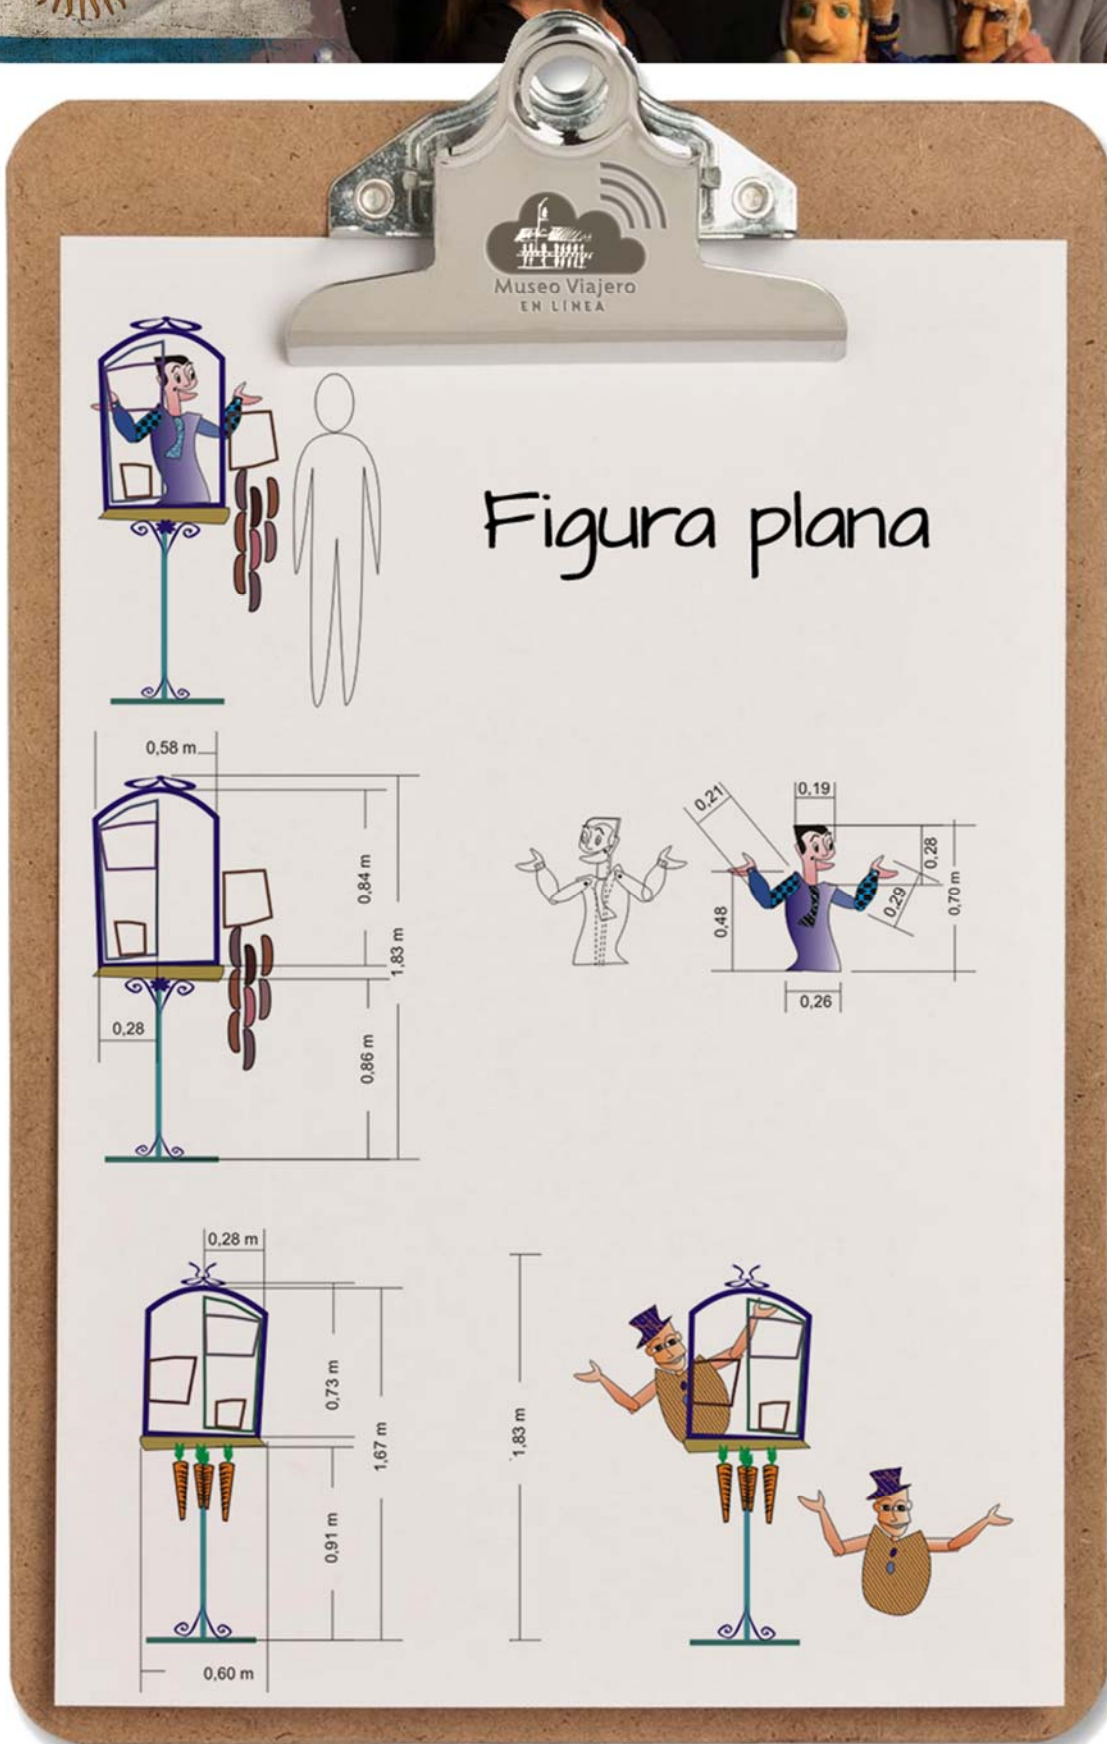 Museo Viajero
EN LINEA
Figura plana
0,58 m
0,84 m
1,83 m
0,28
0,86 m
0,21
0,19
0,28
0,29
0,70 m
0,48
0,26
0,28 m
0,73 m
1,67 m
0,91 m
0,60 m
1,83 m